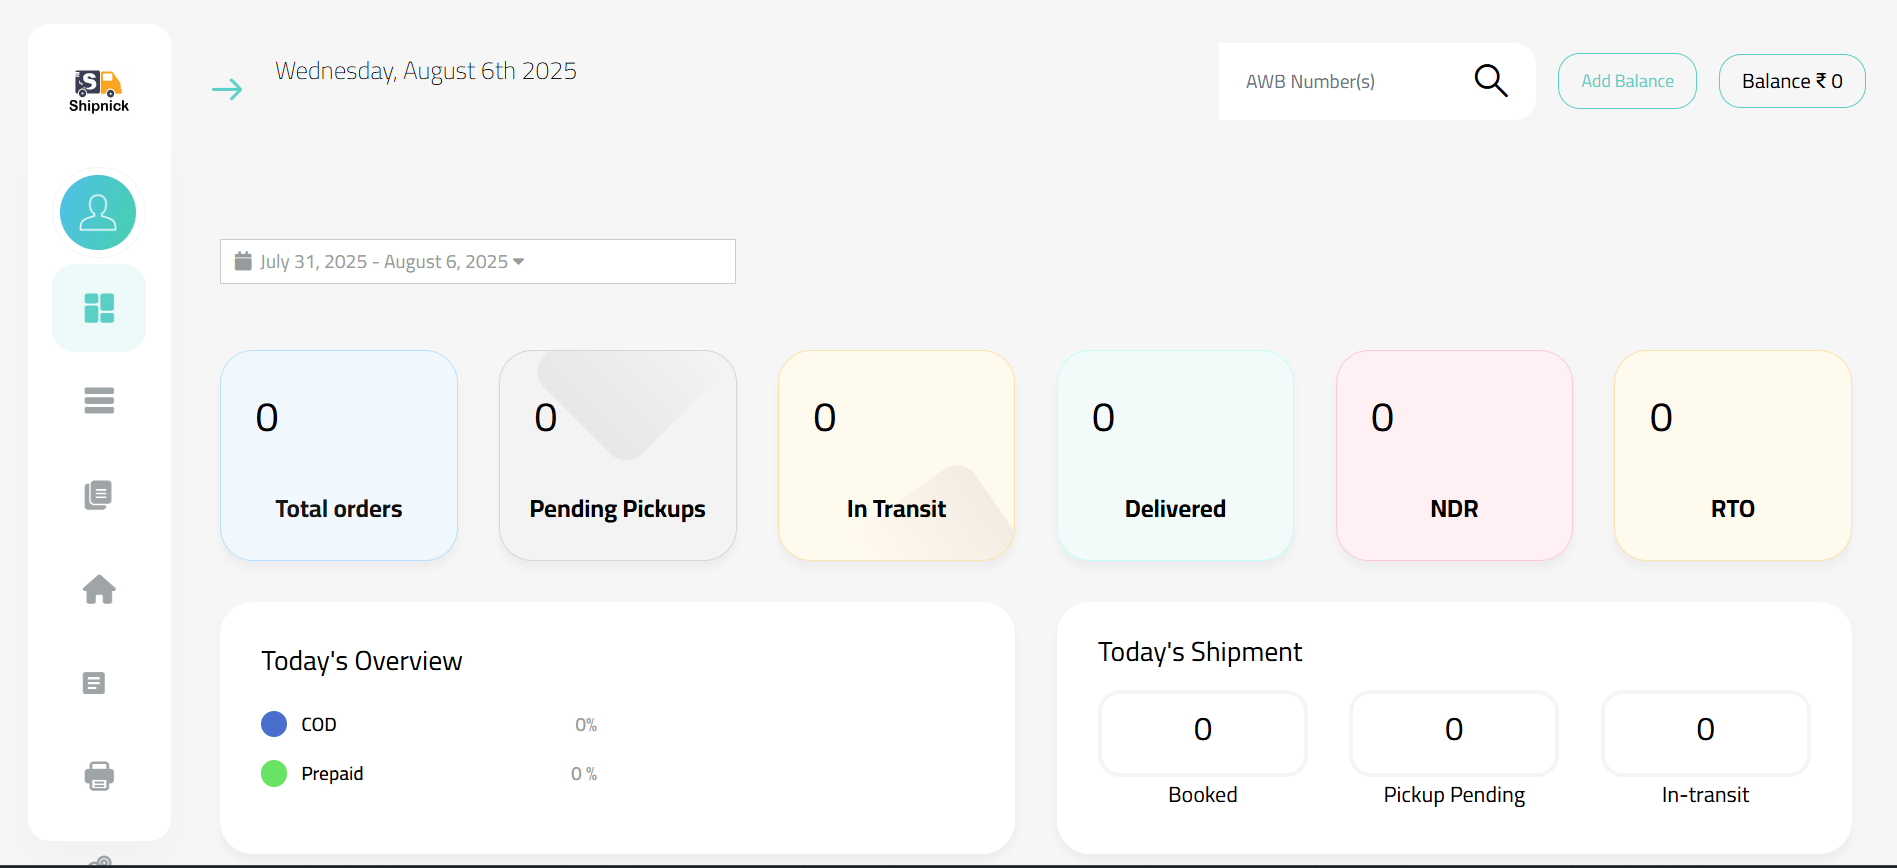 S
Shipnick
Wednesday, August 6th 2025
AWB Number(s)
Add Balance
Balance ₹ 0
July 31, 2025 - August 6, 2025
0
Total orders
0
Pending Pickups
0
In Transit
0
Delivered
0
NDR
0
RTO
Today's Overview
COD 0%
Prepaid 0 %
Today's Shipment
0
Booked
0
Pickup Pending
0
In-transit